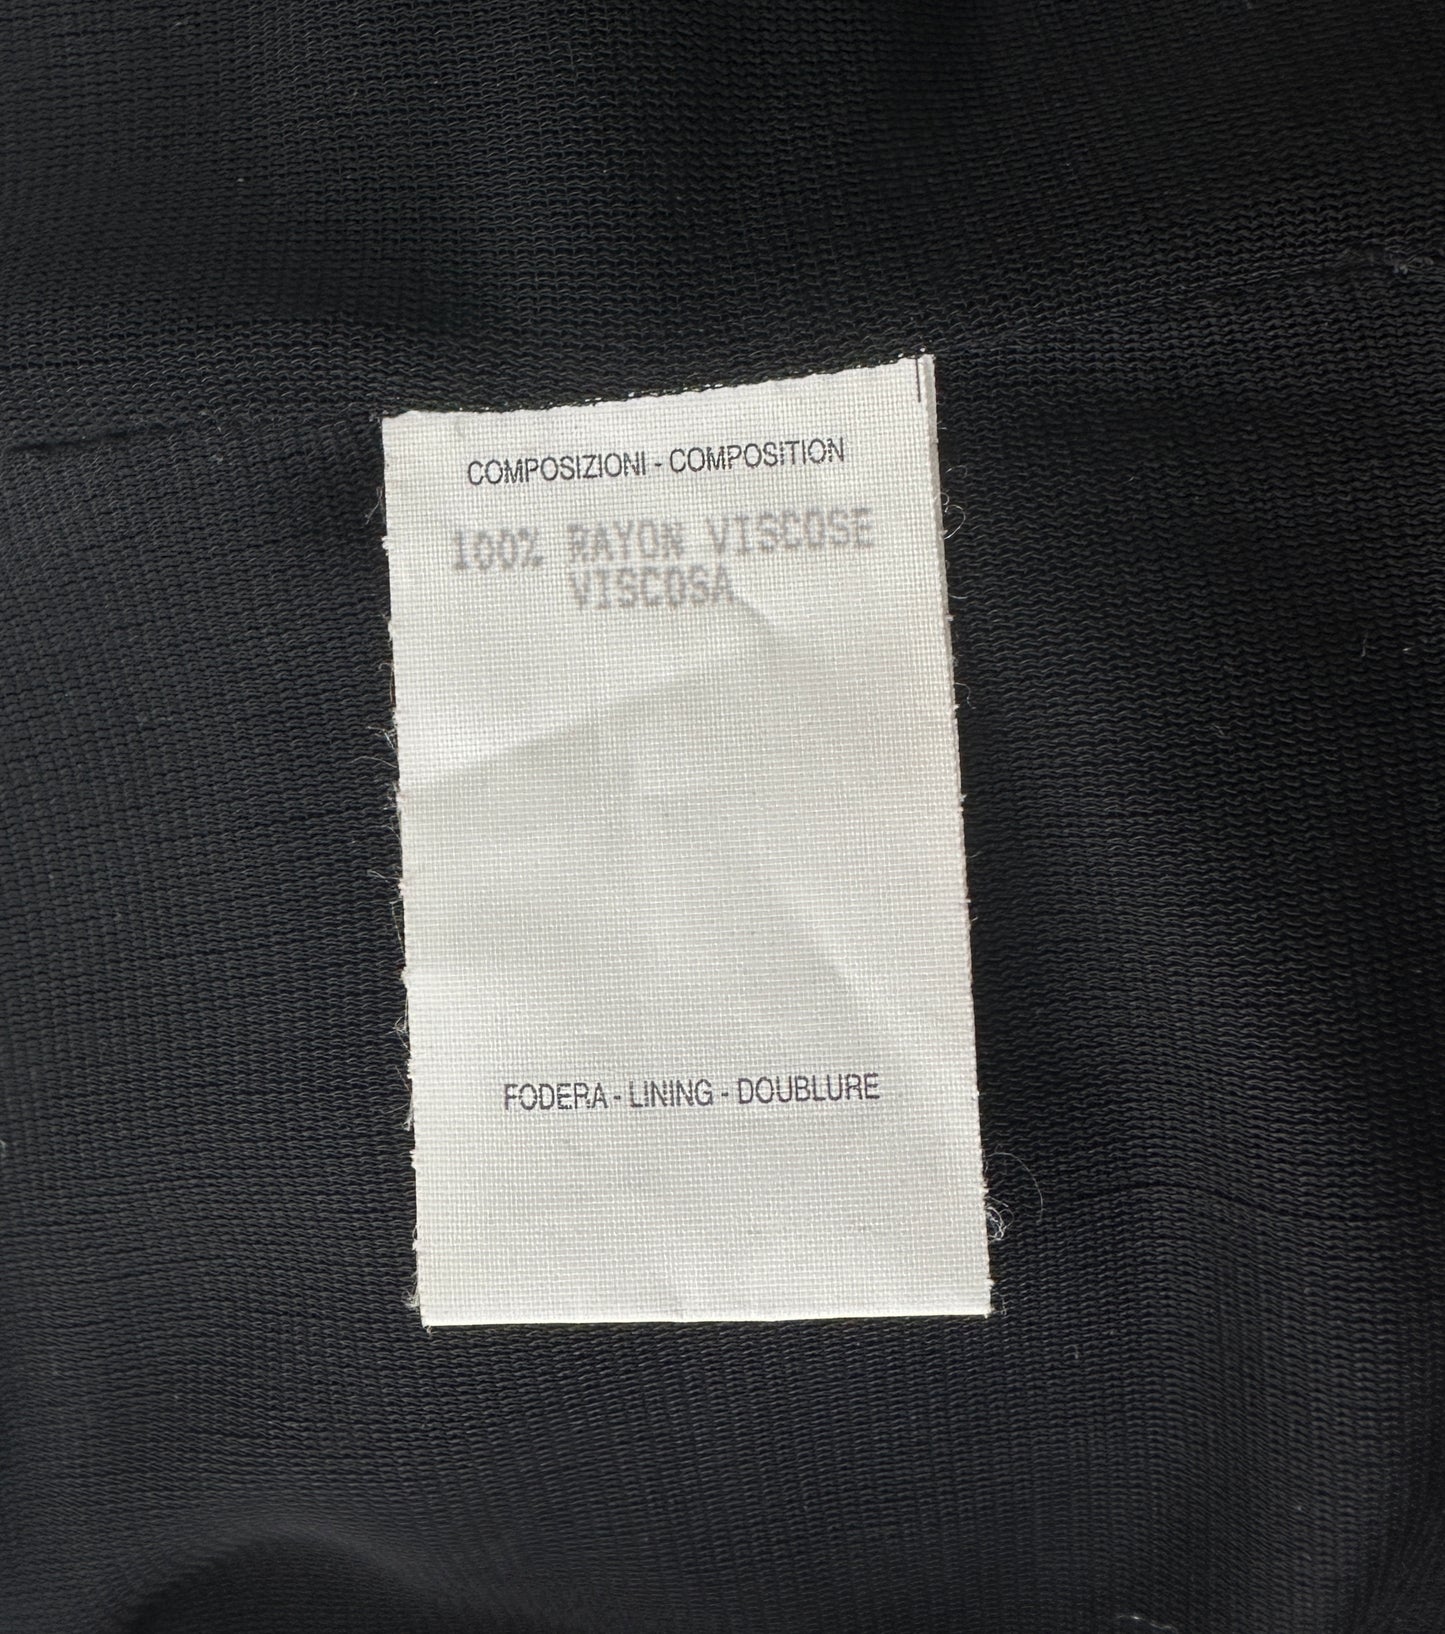 COMPOSIZIONI - COMPOSITION
100% RAYON VISCOSE
VISCOSA
FODERA - LINING - DOUBLURE